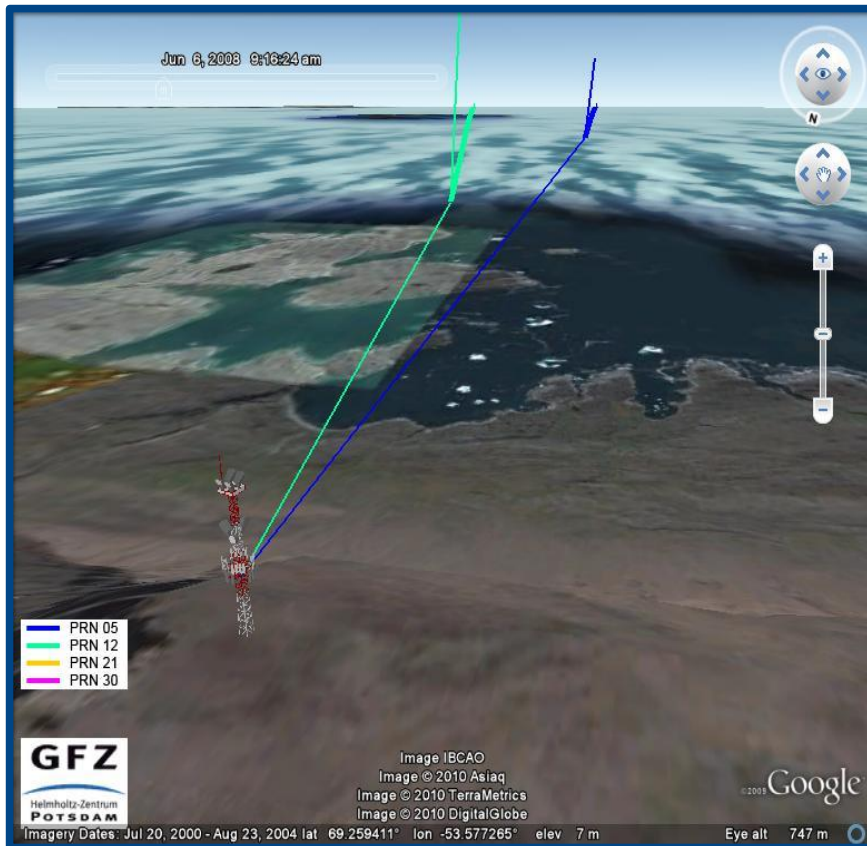 Jun 6, 2008 9:16:24 am
N
PRN 05
PRN 12
PRN 21
PRN 30
GFZ
Helmholtz-Zentrum
POTSDAM
Image IBCAO
Image © 2010 Asiaq
Image © 2010 TerraMetrics
Image © 2010 DigitalGlobe
©2009 Google
Imagery Dates: Jul 20, 2000 - Aug 23, 2004 lat 69.259411° lon -53.577265° elev 7 m Eye alt 747 m